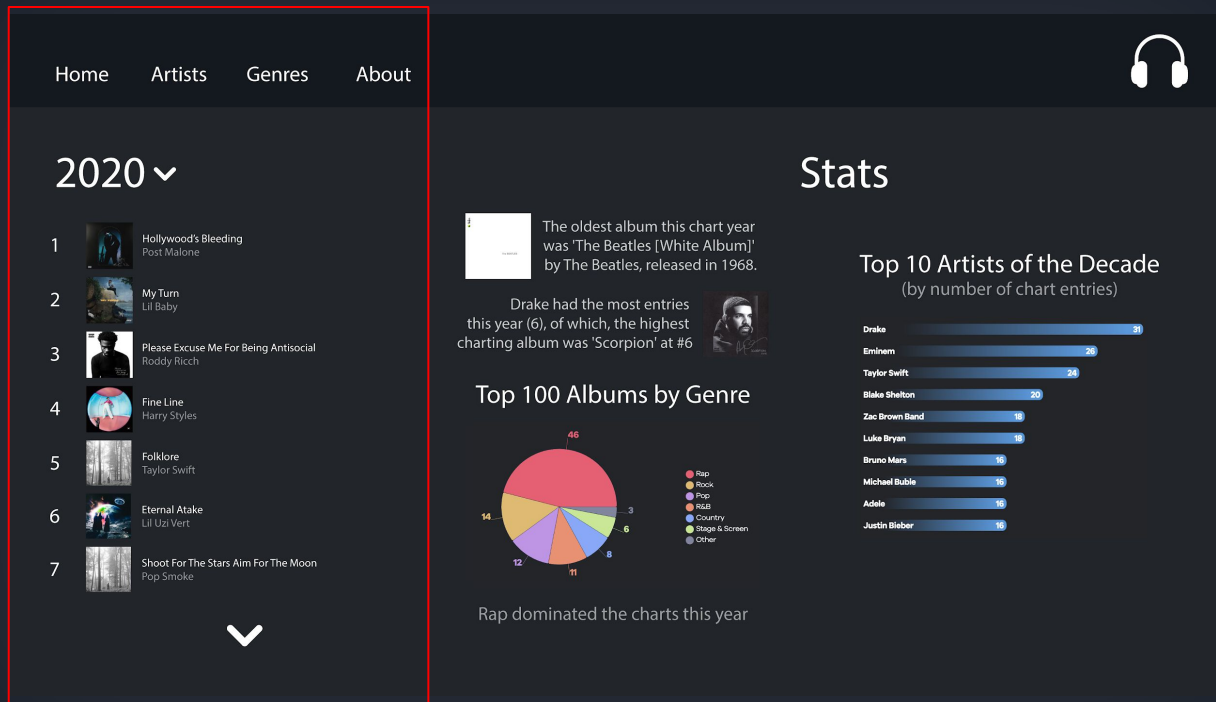 Home Artists Genres About
2020
1
Hollywood's Bleeding
Post Malone
2
My Turn
Lil Baby
3
Please Excuse Me For Being Antisocial
Roddy Ricch
4
Fine Line
Harry Styles
5
Folklore
Taylor Swift
6
Eternal Atake
Lil Uzi Vert
7
Shoot For The Stars Aim For The Moon
Pop Smoke
Stats
The oldest album this chart year
was 'The Beatles [White Album]'
by The Beatles, released in 1968.
Drake had the most entries
this year (6), of which, the highest
charting album was 'Scorpion' at #6
Top 100 Albums by Genre
46
14
12
11
8
6
3
Rap
Rock
Pop
R&B
Country
Stage & Screen
Other
Rap dominated the charts this year
Top 10 Artists of the Decade
(by number of chart entries)
Drake 31
Eminem 26
Taylor Swift 24
Blake Shelton 20
Zac Brown Band 18
Luke Bryan 18
Bruno Mars 16
Michael Buble 16
Adele 16
Justin Bieber 16